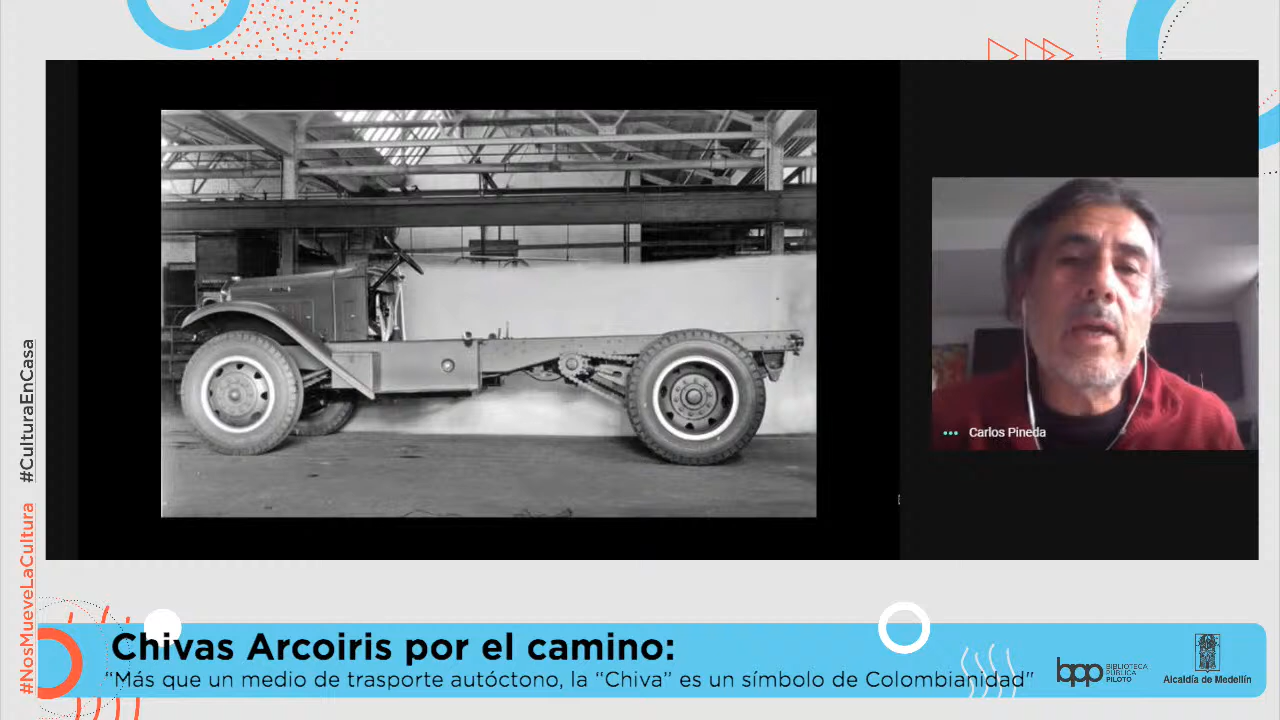 #NosMueveLaCultura #CulturaEnCasa
Carlos Pineda
Chivas Arcoiris por el camino:
“Más que un medio de trasporte autóctono, la “Chiva” es un símbolo de Colombianidad”
bpp BIBLIOTECA
PÚBLICA
PILOTO
Alcaldía de Medellín